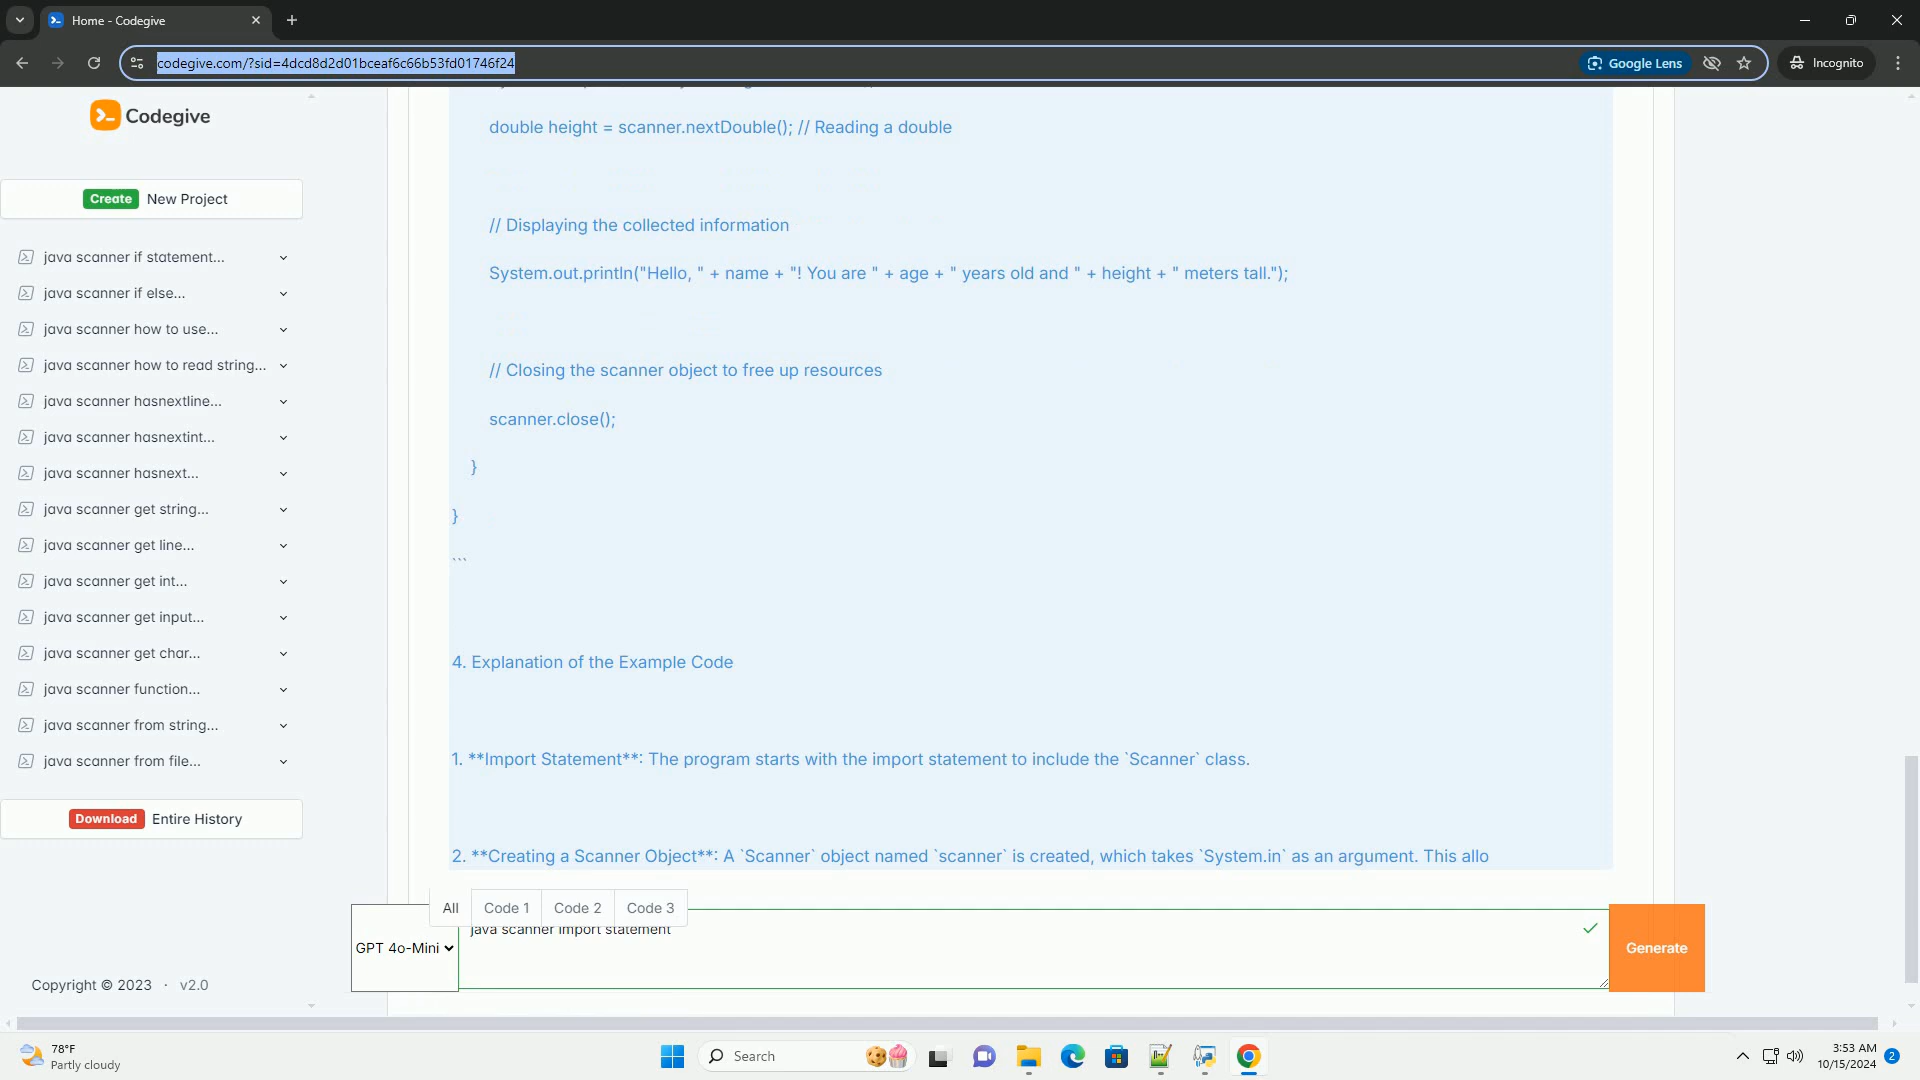 Home - Codegive
codegive.com/?sid=4dcd8d2d01bceaf6c66b53fd01746f24
Google Lens
Incognito
Codegive
Create New Project
java scanner if statement...
java scanner if else...
java scanner how to use...
java scanner how to read string...
java scanner hasnextline...
java scanner hasnextint...
java scanner hasnext...
java scanner get string...
java scanner get line...
java scanner get int...
java scanner get input...
java scanner get char...
java scanner function...
java scanner from string...
java scanner from file...
Download Entire History
Copyright © 2023 · v2.0
double height = scanner.nextDouble(); // Reading a double
// Displaying the collected information
System.out.println("Hello, " + name + "! You are " + age + " years old and " + height + " meters tall.");
// Closing the scanner object to free up resources
scanner.close();
}
}
```
4. Explanation of the Example Code
1. **Import Statement**: The program starts with the import statement to include the `Scanner` class.
2. **Creating a Scanner Object**: A `Scanner` object named `scanner` is created, which takes `System.in` as an argument. This allo
All Code 1 Code 2 Code 3
java scanner import statement
GPT 4o-Mini
Generate
78°F
Partly cloudy
Search
3:53 AM
10/15/2024
2